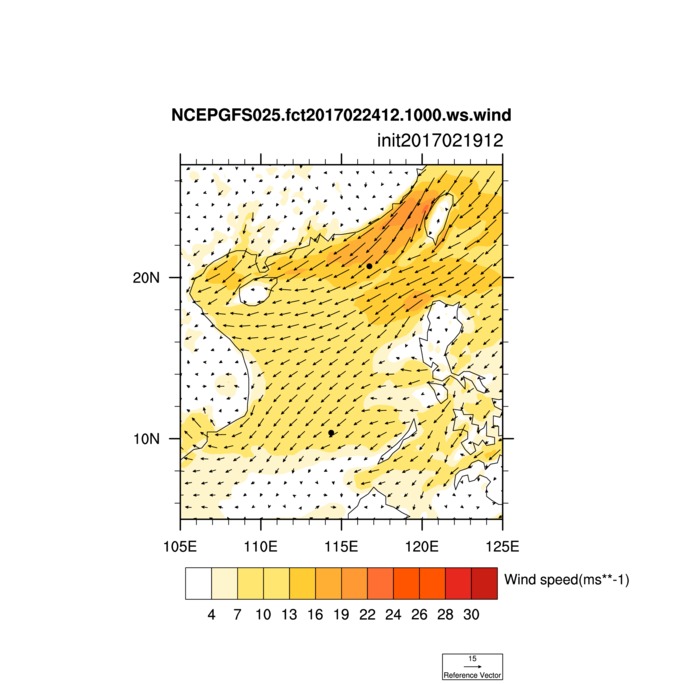 NCEPGFS025.fct2017022412.1000.ws.wind
init2017021912
20N
10N
105E 110E 115E 120E 125E
Wind speed(ms**-1)
4 7 10 13 16 19 22 24 26 28 30
15
Reference Vector